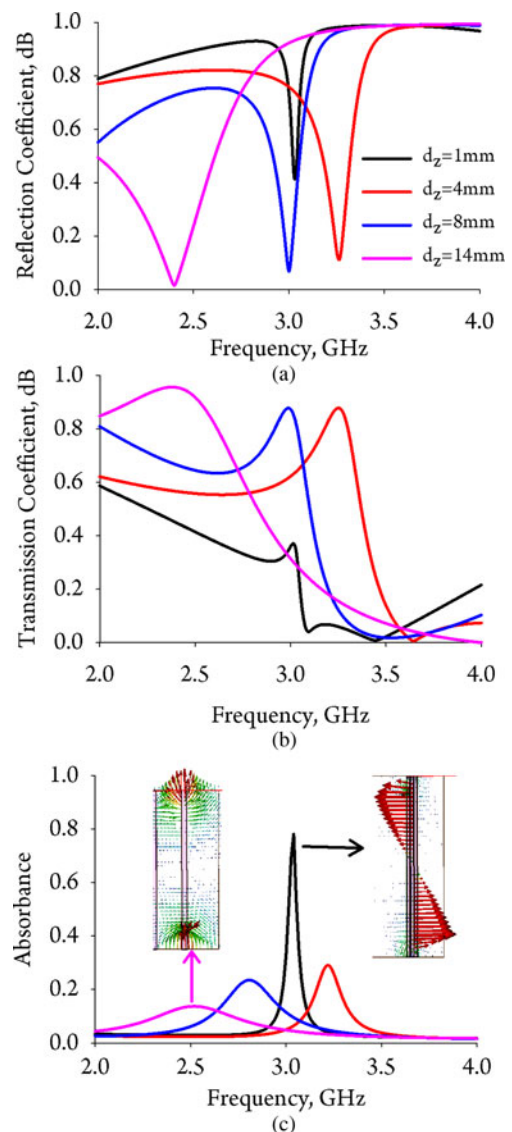 Reflection Coefficient, dB
1.0
0.8
0.6
0.4
0.2
0.0
2.0 2.5 3.0 3.5 4.0
dz=1mm
dz=4mm
dz=8mm
dz=14mm
Frequency, GHz
(a)
Transmission Coefficient, dB
1.0
0.8
0.6
0.4
0.2
0.0
2.0 2.5 3.0 3.5 4.0
Frequency, GHz
(b)
Absorbance
1.0
0.8
0.6
0.4
0.2
0.0
2.0 2.5 3.0 3.5 4.0
Frequency, GHz
(c)